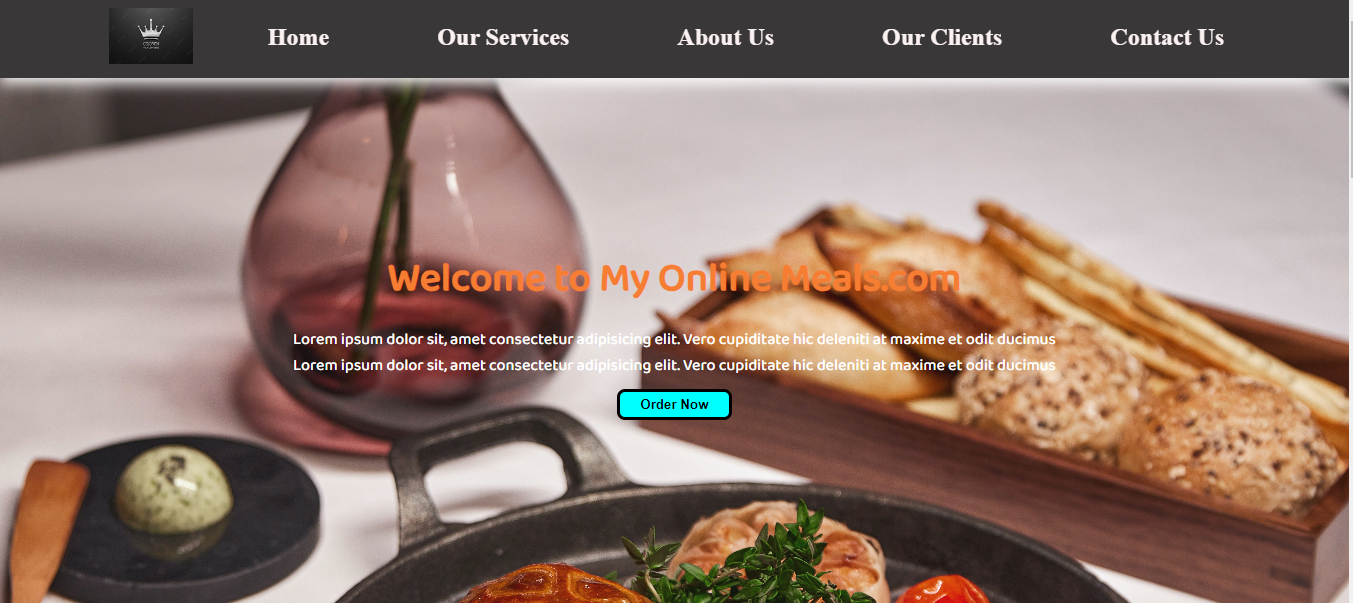 Home
Our Services
About Us
Our Clients
Contact Us
Welcome to My Online Meals.com
Lorem ipsum dolor sit, amet consectetur adipisicing elit. Vero cupiditate hic deleniti at maxime et odit ducimus
Lorem ipsum dolor sit, amet consectetur adipisicing elit. Vero cupiditate hic deleniti at maxime et odit ducimus
Order Now